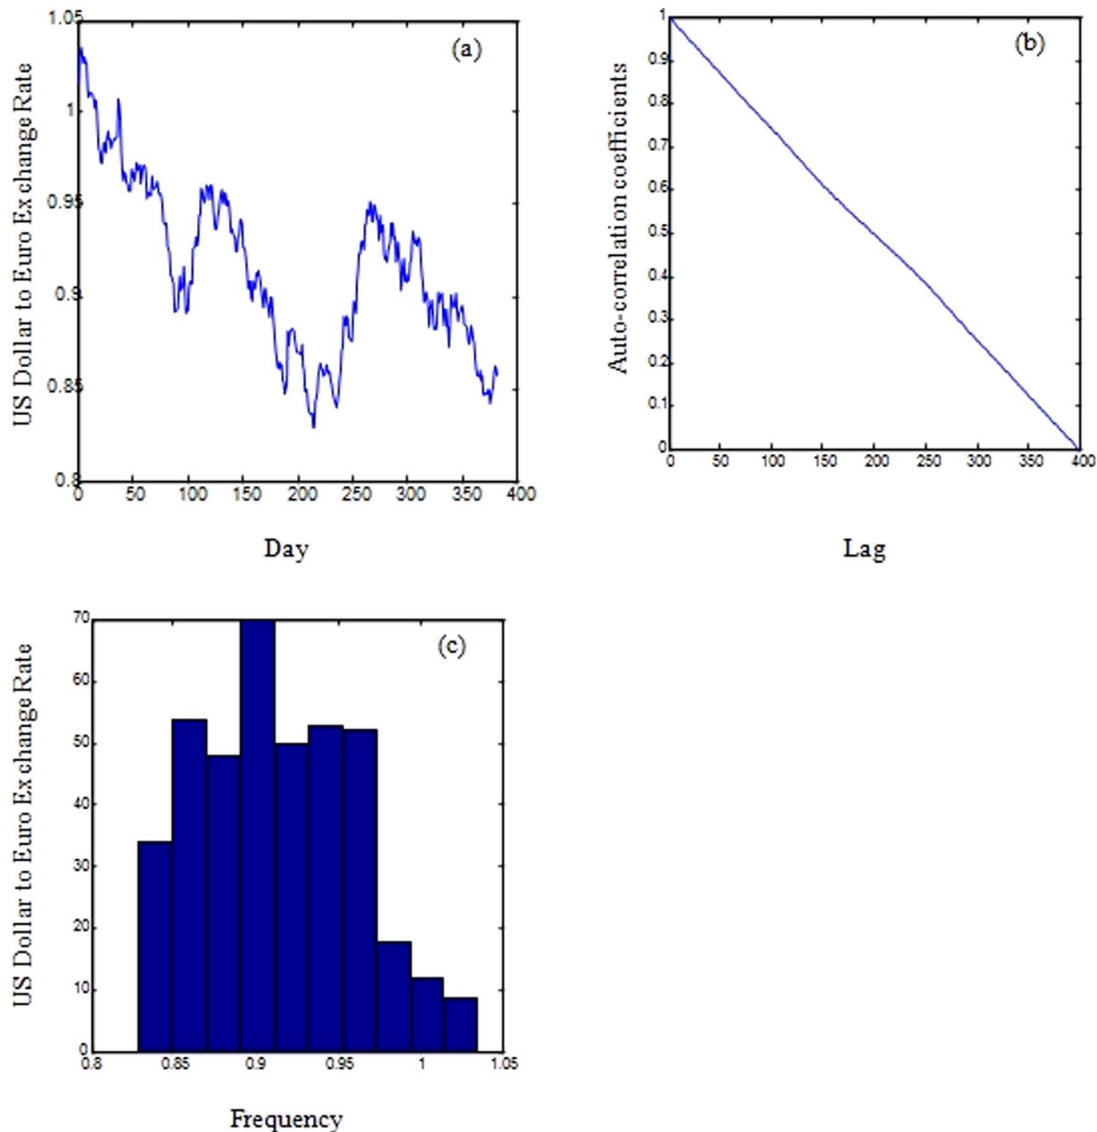 (a)
US Dollar to Euro Exchange Rate
1.05
1
0.95
0.9
0.85
0.8
0 50 100 150 200 250 300 350 400
Day
(b)
Auto-correlation coefficients
1
0.9
0.8
0.7
0.6
0.5
0.4
0.3
0.2
0.1
0
0 50 100 150 200 250 300 350 400
Lag
(c)
US Dollar to Euro Exchange Rate
70
60
50
40
30
20
10
0
0.8 0.85 0.9 0.95 1 1.05
Frequency